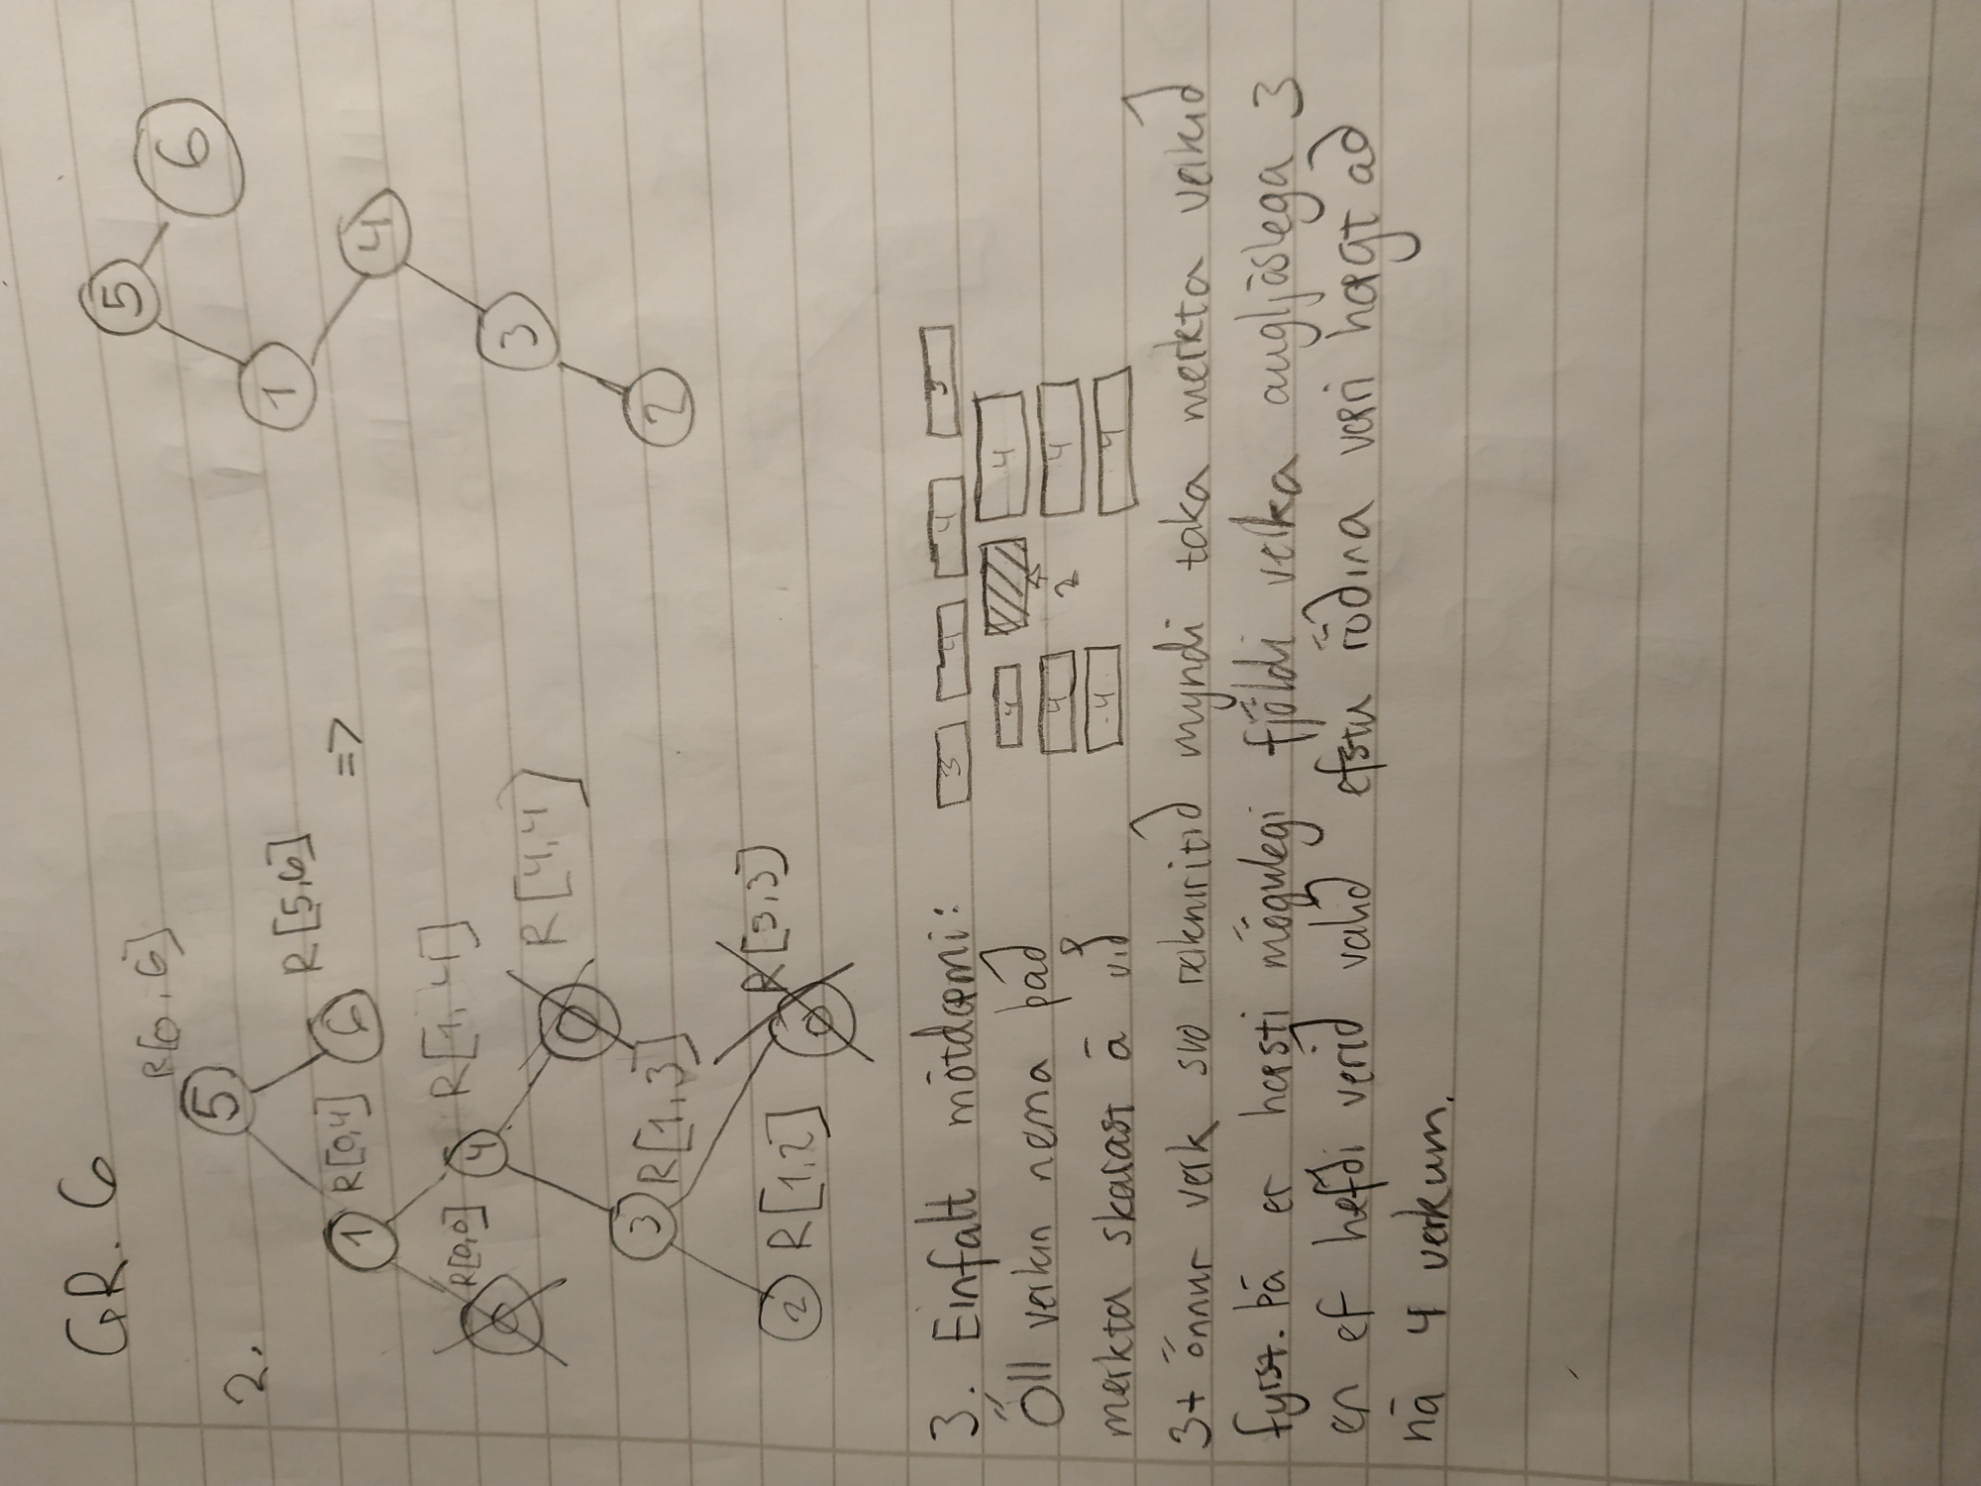 GR. 6
2.
R[0,6]
5
1 R[0,4] 6 R[5,6] =>
R[0,0] 4 R[1,4]
0 0 R[4,4]
3 R[1,3]
2 R[1,2] 0 R[3,3]
5
6
1
4
3
2
3. Einfalt mótdæmi: 3 4 4 3
Öll verkin nema það 4 4
4 2 4
merkta skarast á við 4 4
3+ önnur verk svo reikniritið myndi taka merkta verkið
fyrst. Þá er hæsti mögulegi fjöldi verka augljóslega 3
en ef hefði verið valið efstu röðina væri hægt að
ná 4 verkum.